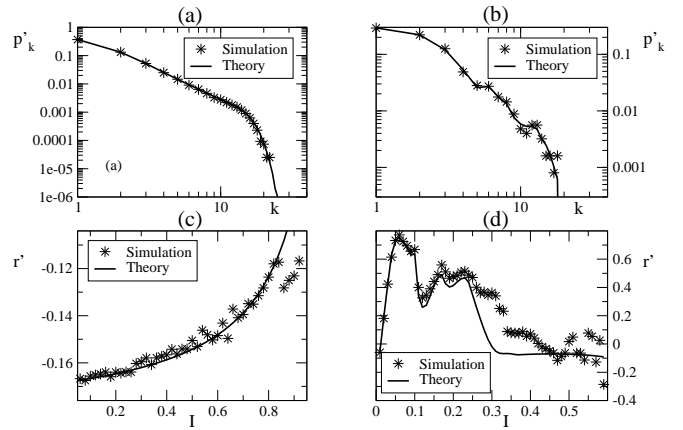 (a)
p'k
1
0.1
0.01
0.001
0.0001
1e-05
1e-06
Simulation
Theory
(a)
1
10
k
(b)
p'k
0.1
0.01
0.001
Simulation
Theory
1
10
k
(c)
r'
-0.12
-0.14
-0.16
Simulation
Theory
0.2
0.4
0.6
0.8
I
(d)
r'
0.6
0.4
0.2
0
-0.2
-0.4
Simulation
Theory
0
0.1
0.2
0.3
0.4
0.5
I